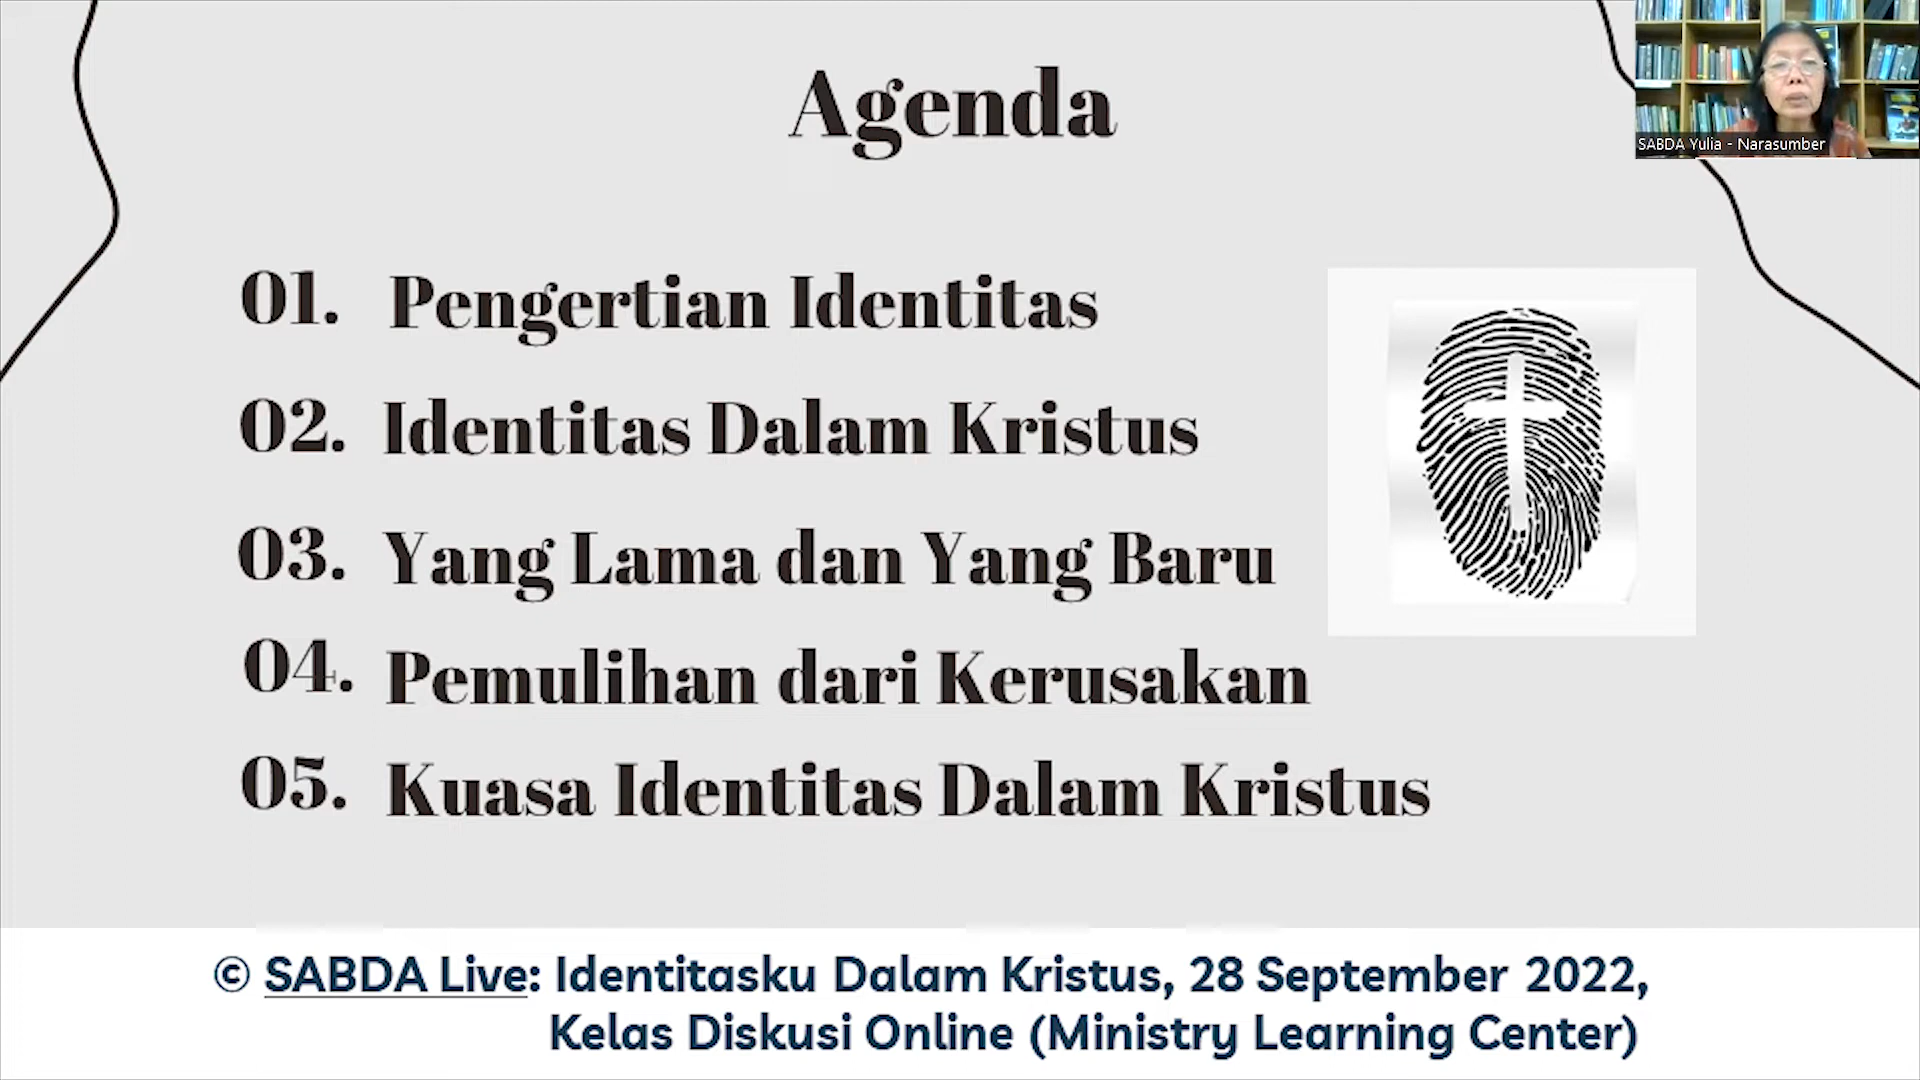 Agenda
SABDA Yulia - Narasumber
01. Pengertian Identitas
02. Identitas Dalam Kristus
03. Yang Lama dan Yang Baru
04. Pemulihan dari Kerusakan
05. Kuasa Identitas Dalam Kristus
© SABDA Live: Identitasku Dalam Kristus, 28 September 2022,
Kelas Diskusi Online (Ministry Learning Center)